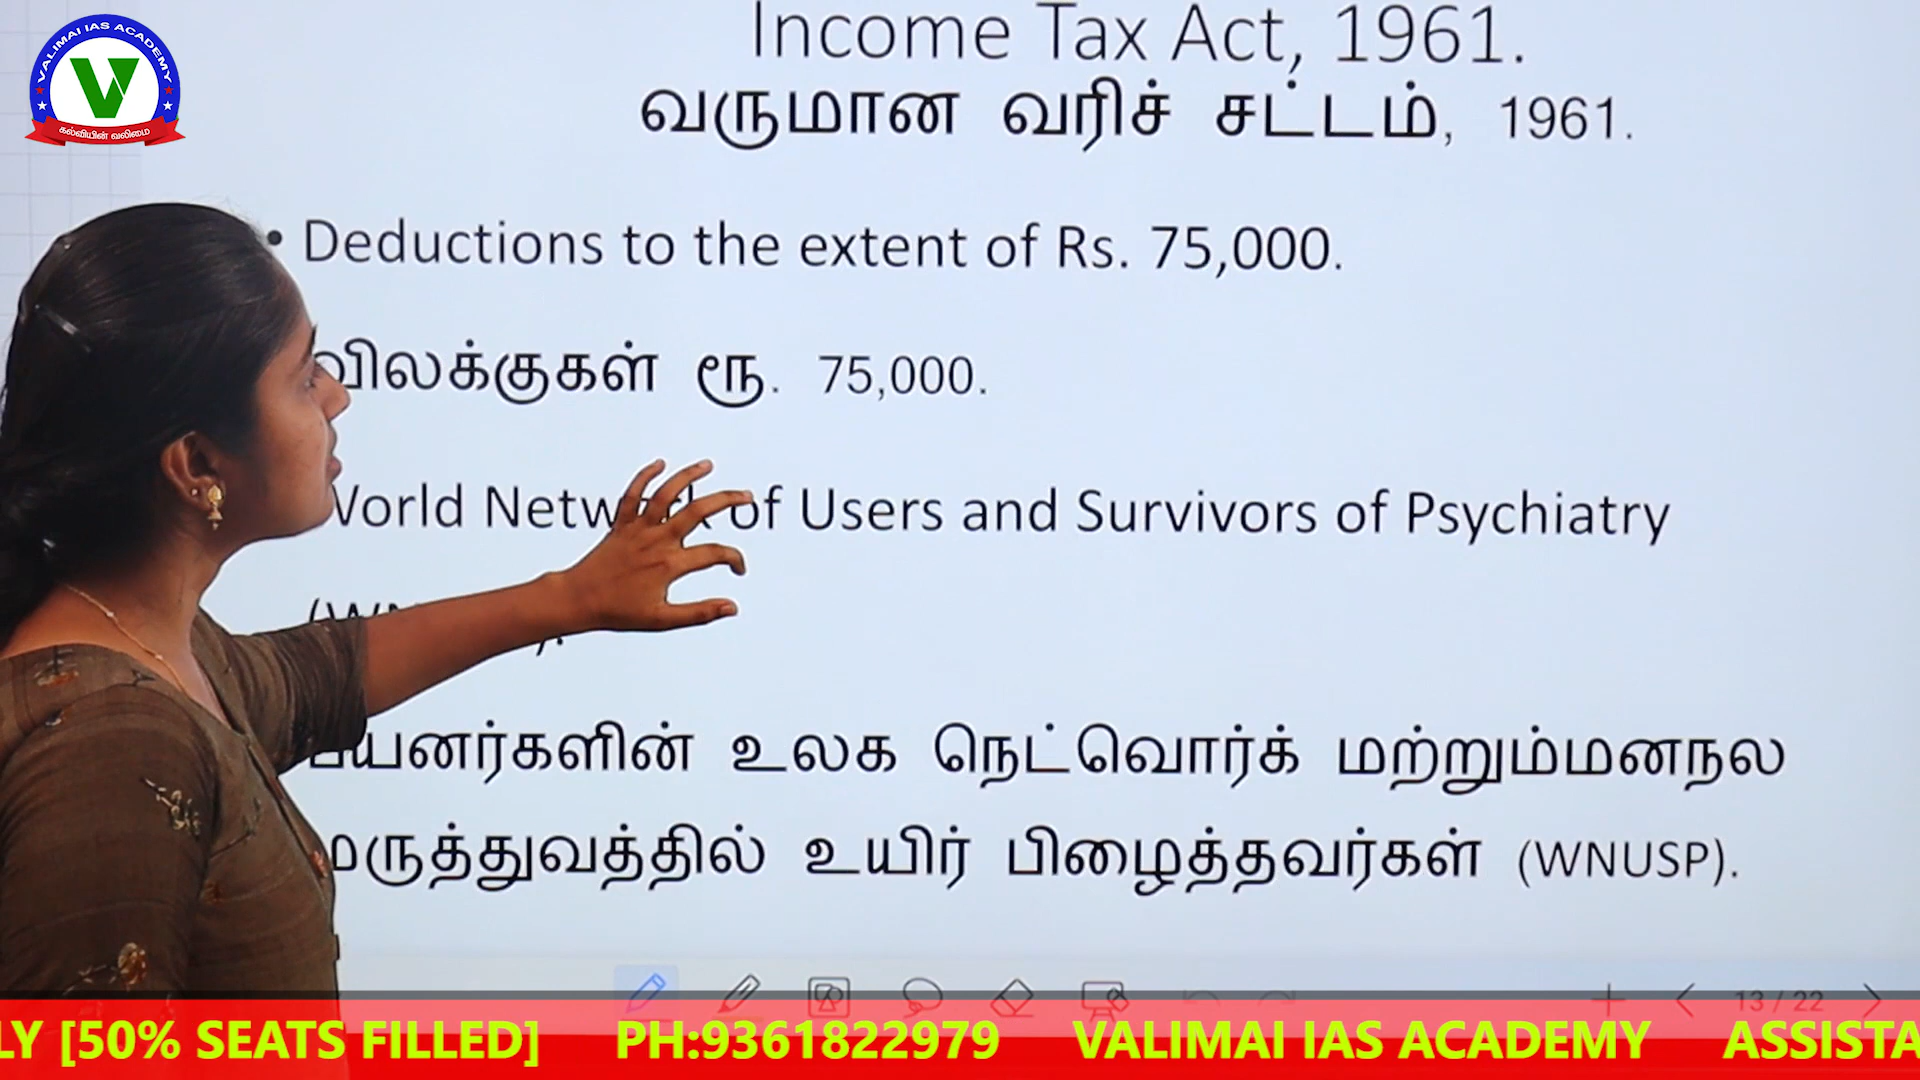 VALIMAI IAS ACADEMY
V
கல்வியின் வலிமை
Income Tax Act, 1961.
வருமான வரிச் சட்டம், 1961.
• Deductions to the extent of Rs. 75,000.
விலக்குகள் ரூ. 75,000.
World Network of Users and Survivors of Psychiatry
பயனர்களின் உலக நெட்வொர்க் மற்றும்மனநல
மருத்துவத்தில் உயிர் பிழைத்தவர்கள் (WNUSP).
13 / 22
LY [50% SEATS FILLED] PH:9361822979 VALIMAI IAS ACADEMY ASSISTA